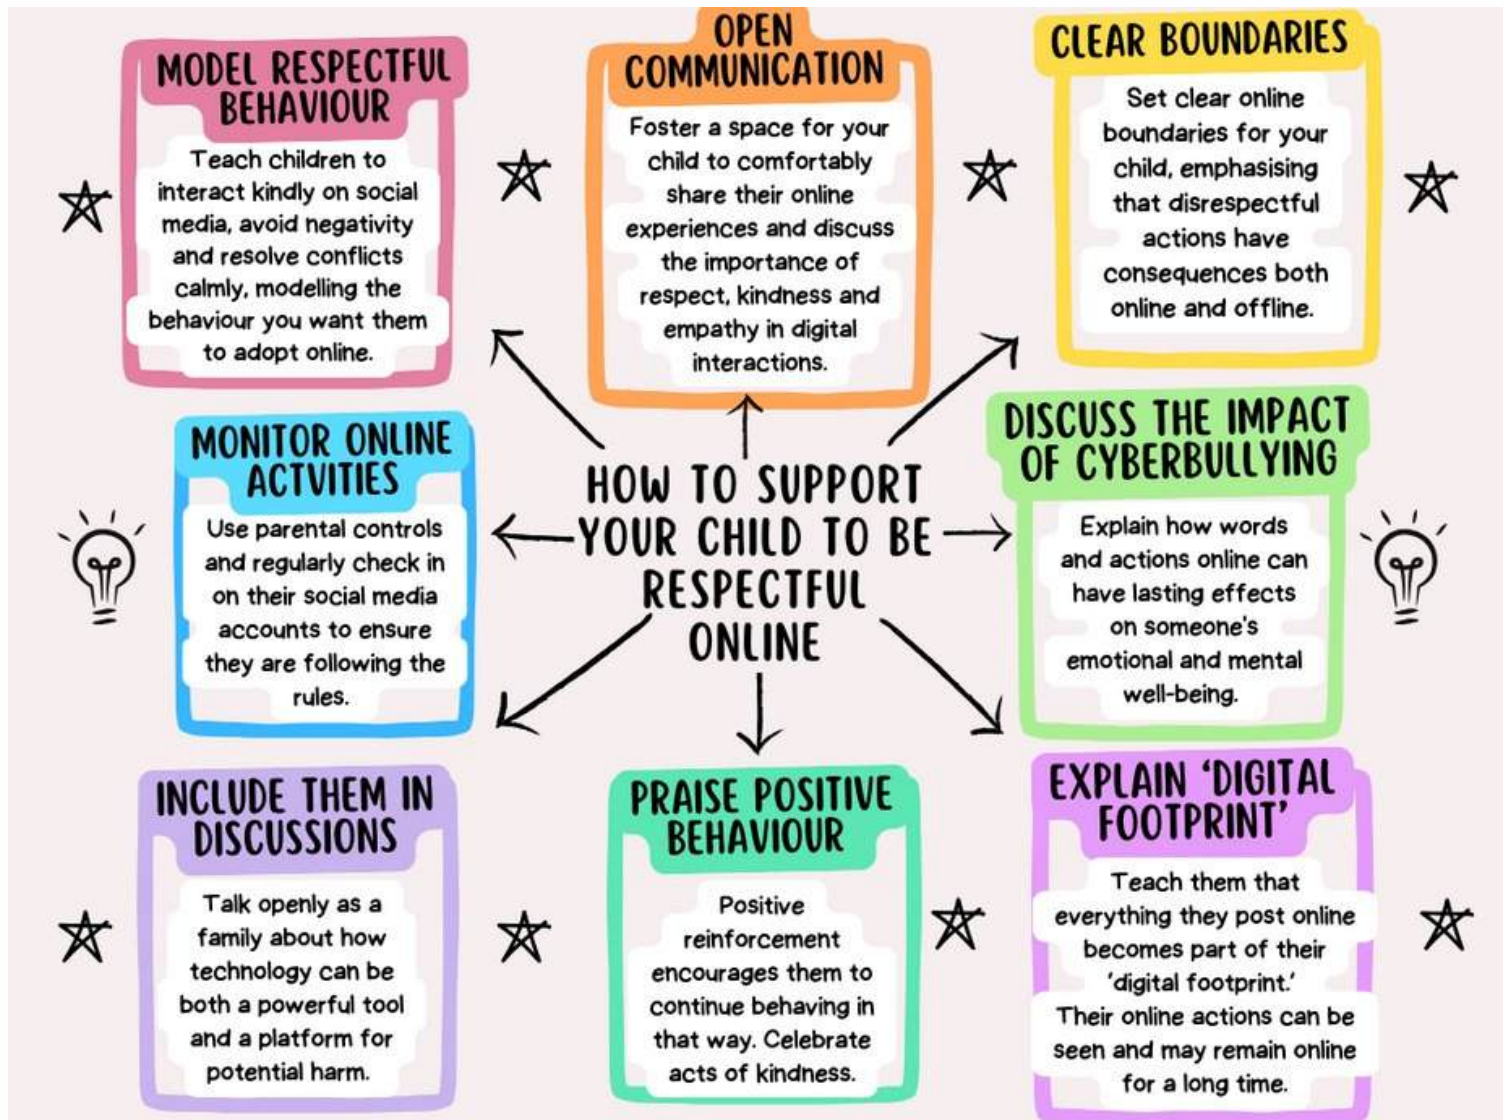 MODEL RESPECTFUL
BEHAVIOUR
Teach children to
interact kindly on social
media, avoid negativity
and resolve conflicts
calmly, modelling the
behaviour you want them
to adopt online.
OPEN
COMMUNICATION
Foster a space for your
child to comfortably
share their online
experiences and discuss
the importance of
respect, kindness and
empathy in digital
interactions.
CLEAR BOUNDARIES
Set clear online
boundaries for your
child, emphasising
that disrespectful
actions have
consequences both
online and offline.
MONITOR ONLINE
ACTVITIES
Use parental controls
and regularly check in
on their social media
accounts to ensure
they are following the
rules.
HOW TO SUPPORT
YOUR CHILD TO BE
RESPECTFUL
ONLINE
DISCUSS THE IMPACT
OF CYBERBULLYING
Explain how words
and actions online can
have lasting effects
on someone's
emotional and mental
well-being.
INCLUDE THEM IN
DISCUSSIONS
Talk openly as a
family about how
technology can be
both a powerful tool
and a platform for
potential harm.
PRAISE POSITIVE
BEHAVIOUR
Positive
reinforcement
encourages them to
continue behaving in
that way. Celebrate
acts of kindness.
EXPLAIN ‘DIGITAL
FOOTPRINT’
Teach them that
everything they post online
becomes part of their
‘digital footprint.’
Their online actions can be
seen and may remain online
for a long time.